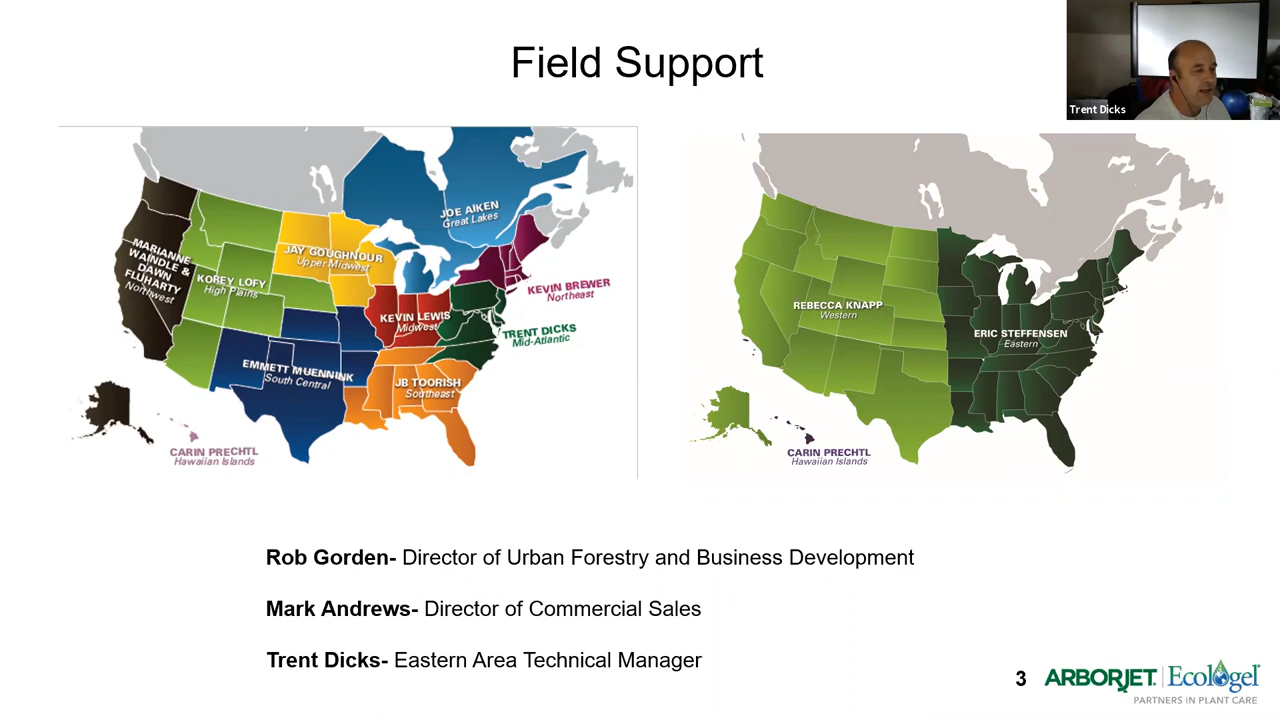 Field Support
Trent Dicks
JOE AIKEN
Great Lakes
MARIANNE
WAINDLE &
DAWN
FLUHARTY
Northwest
JAY GOUGHNOUR
Upper Midwest
KOREY LOFY
High Plains
KEVIN BREWER
Northeast
KEVIN LEWIS
Midwest
TRENT DICKS
Mid-Atlantic
EMMETT MUENNINK
South Central
JB TOORISH
Southeast
CARIN PRECHTL
Hawaiian Islands
REBECCA KNAPP
Western
ERIC STEFFENSEN
Eastern
CARIN PRECHTL
Hawaiian Islands
Rob Gorden- Director of Urban Forestry and Business Development
Mark Andrews- Director of Commercial Sales
Trent Dicks- Eastern Area Technical Manager
3
ARBORJET Ecologel
PARTNERS IN PLANT CARE